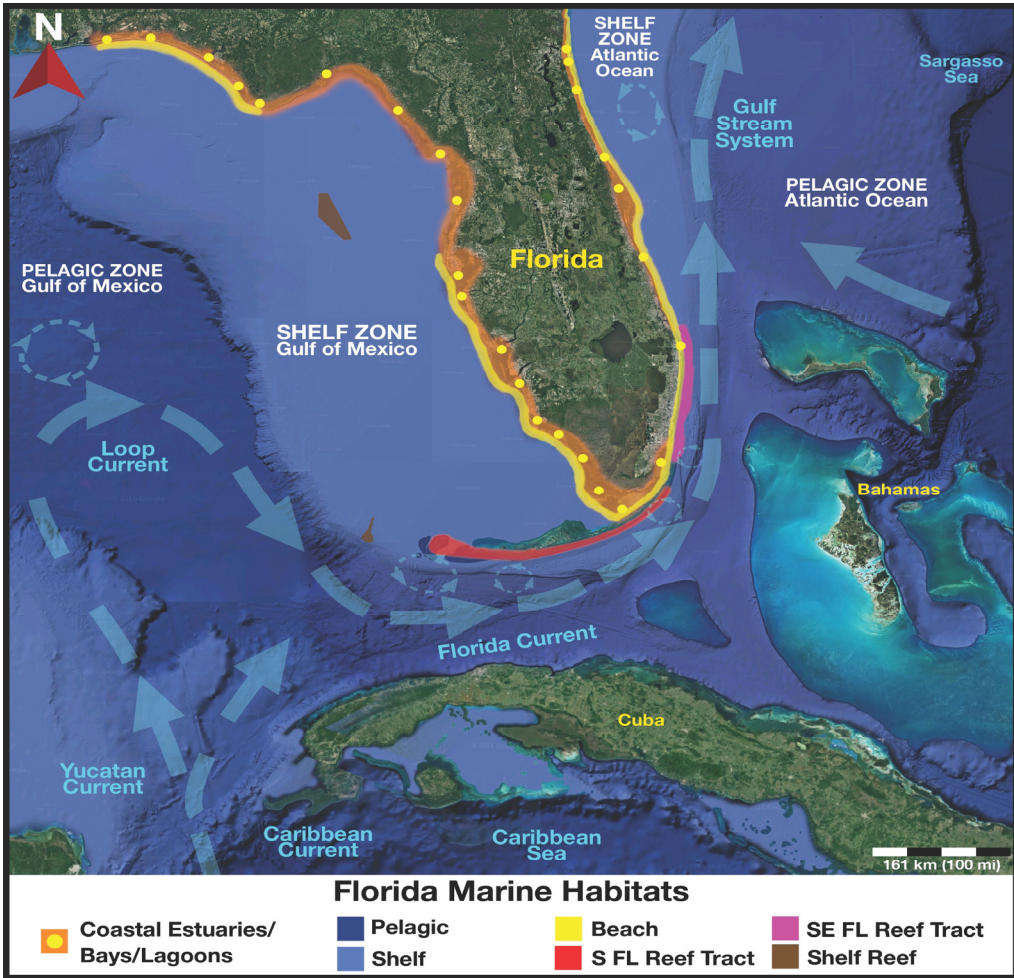 N
SHELF
ZONE
Atlantic
Ocean
Sargasso
Sea
Gulf
Stream
System
PELAGIC ZONE
Atlantic Ocean
Florida
PELAGIC ZONE
Gulf of Mexico
SHELF ZONE
Gulf of Mexico
Loop
Current
Bahamas
Florida Current
Cuba
Yucatan
Current
Caribbean
Current
Caribbean
Sea
161 km (100 mi)
Florida Marine Habitats
Coastal Estuaries/
Bays/Lagoons
Pelagic
Shelf
Beach
S FL Reef Tract
SE FL Reef Tract
Shelf Reef